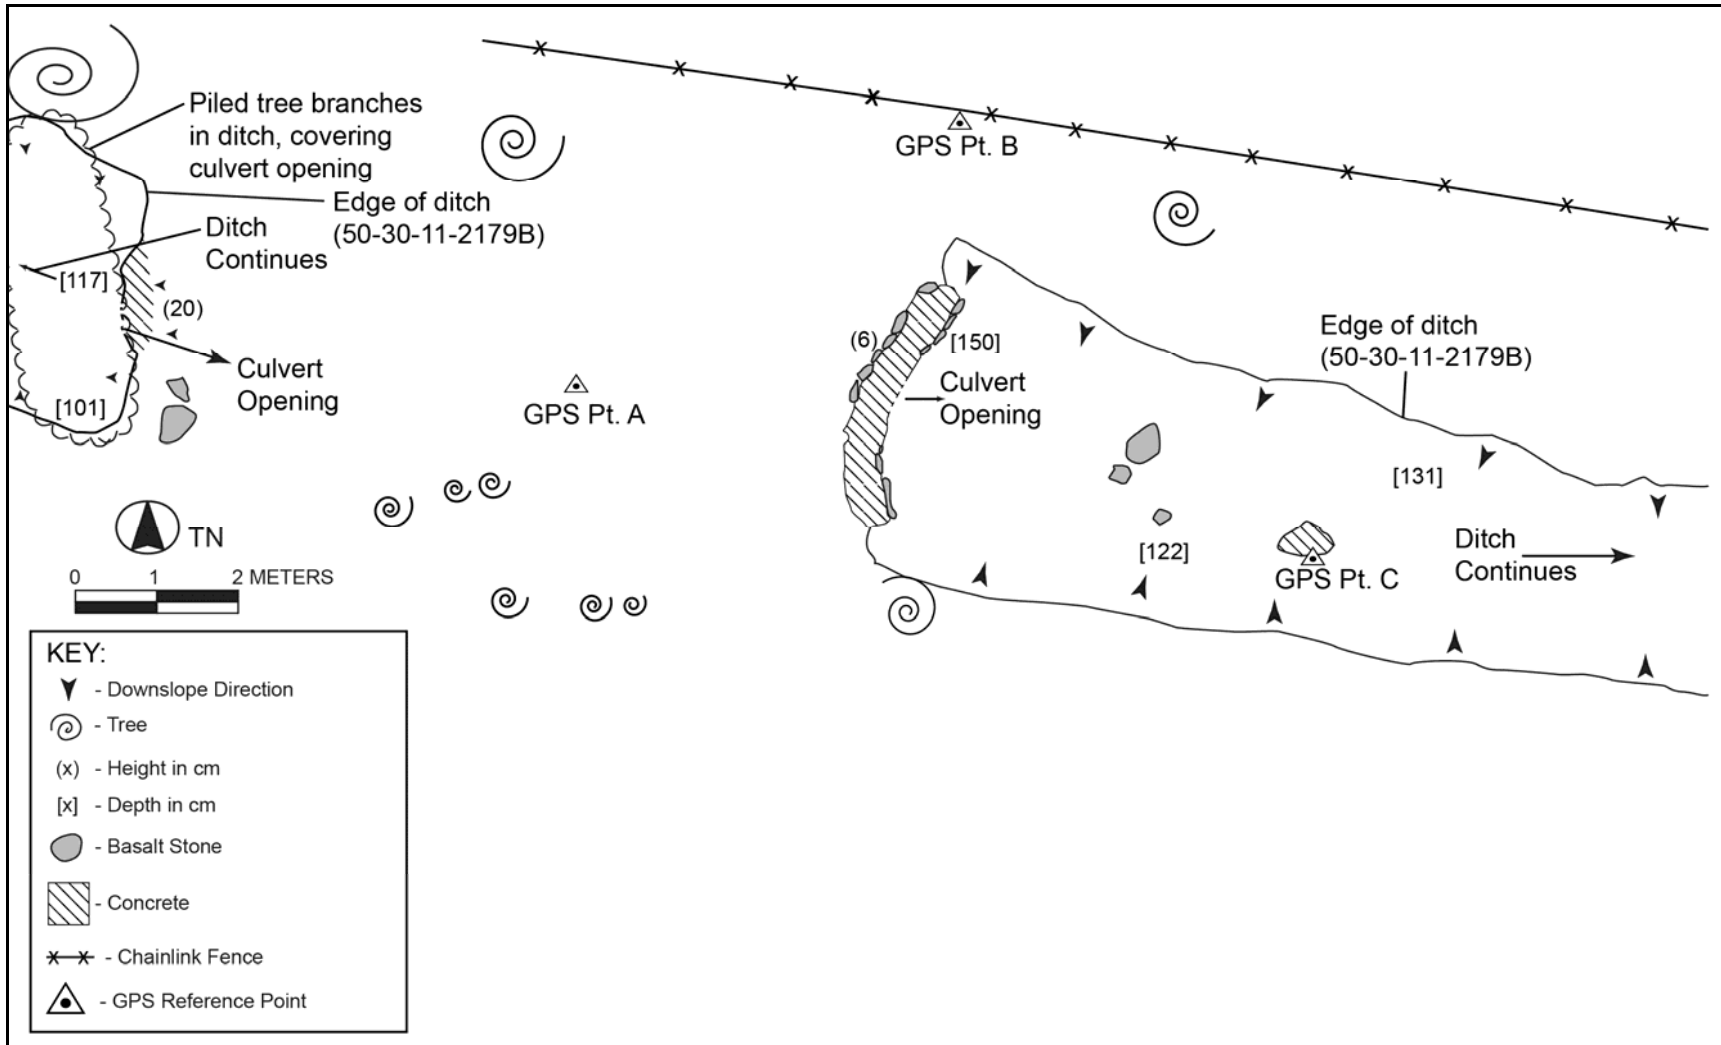 Piled tree branches
in ditch, covering
culvert opening
Edge of ditch
(50-30-11-2179B)
Ditch
Continues
[117]
(20)
Culvert
Opening
[101]
GPS Pt. A
GPS Pt. B
(6)
[150]
Culvert
Opening
Edge of ditch
(50-30-11-2179B)
[131]
[122]
GPS Pt. C
Ditch
Continues
TN
0 1 2 METERS
KEY:
- Downslope Direction
- Tree
(x) - Height in cm
[x] - Depth in cm
- Basalt Stone
- Concrete
- Chainlink Fence
- GPS Reference Point